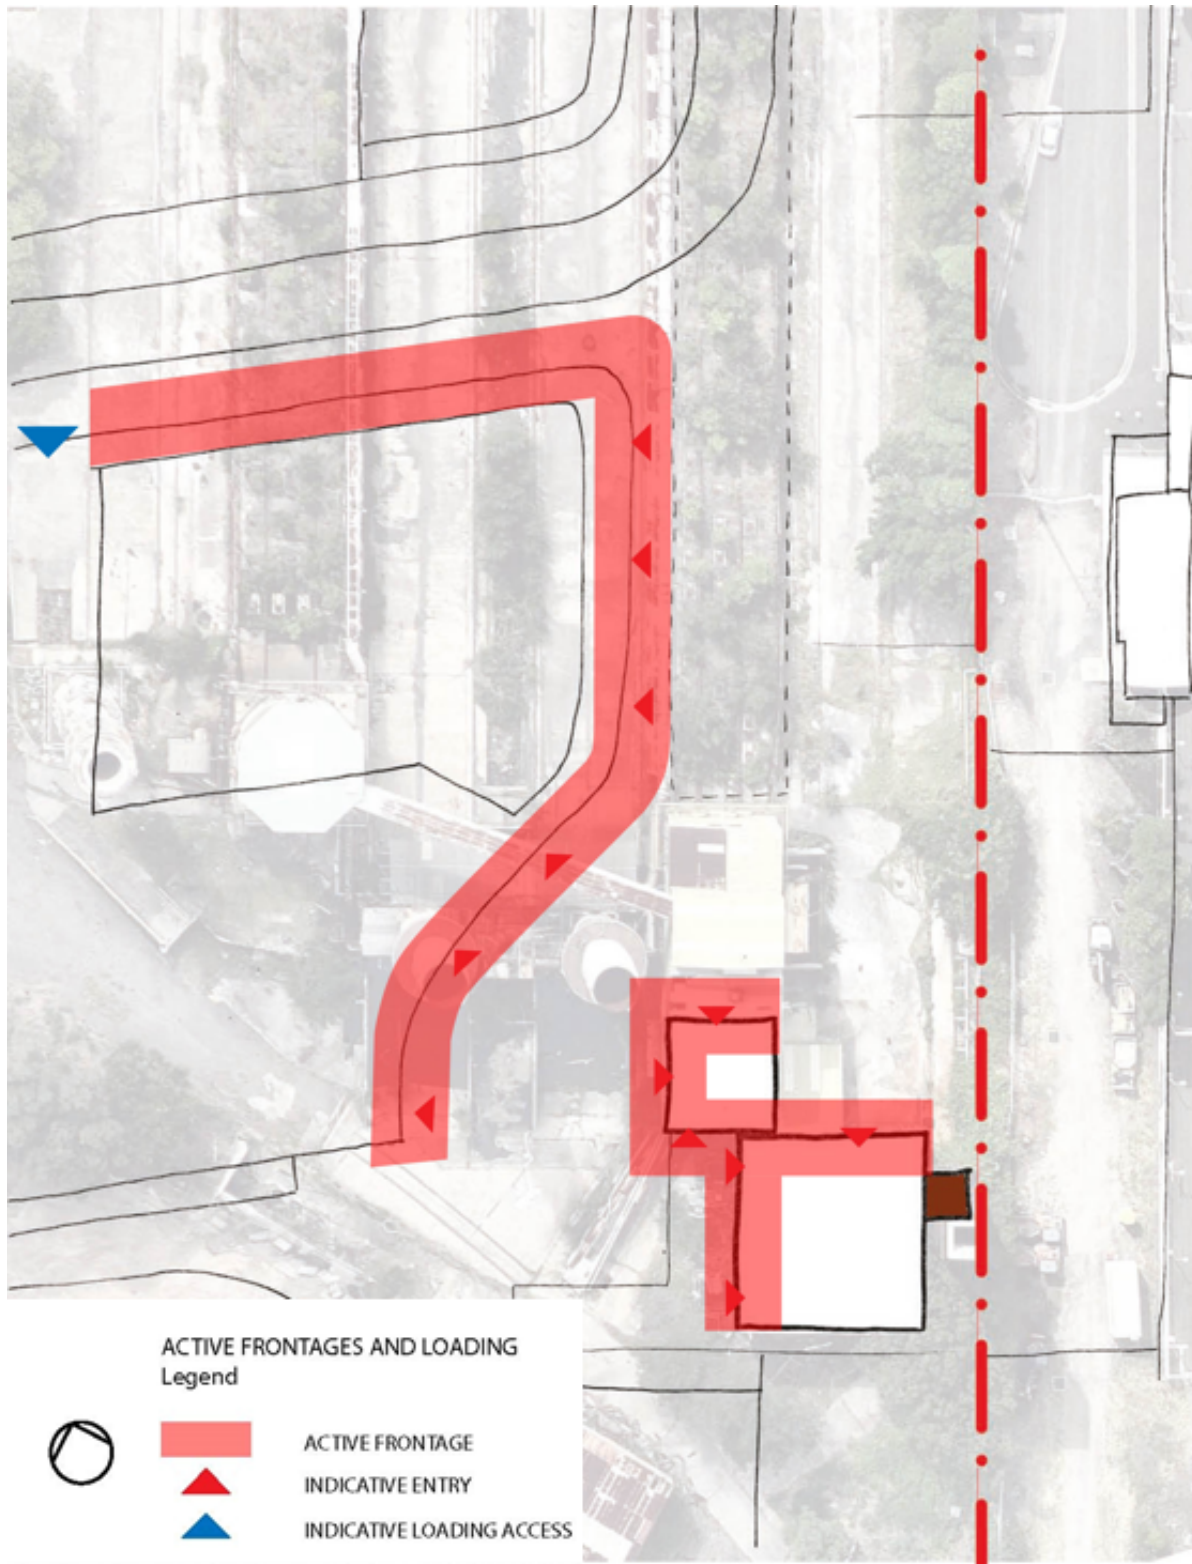 ACTIVE FRONTAGES AND LOADING
Legend
ACTIVE FRONTAGE
INDICATIVE ENTRY
INDICATIVE LOADING ACCESS